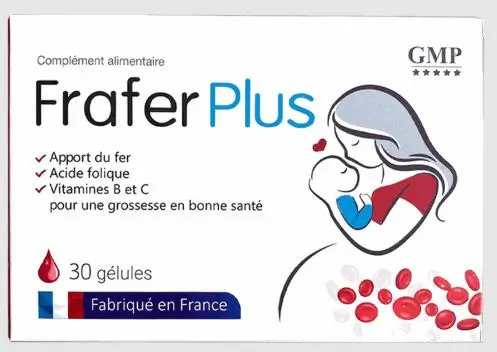 Complément alimentaire
GMP
★★★★★
Frafer Plus
✓ Apport du fer
✓ Acide folique
✓ Vitamines B et C
pour une grossesse en bonne santé
30 gélules
Fabriqué en France